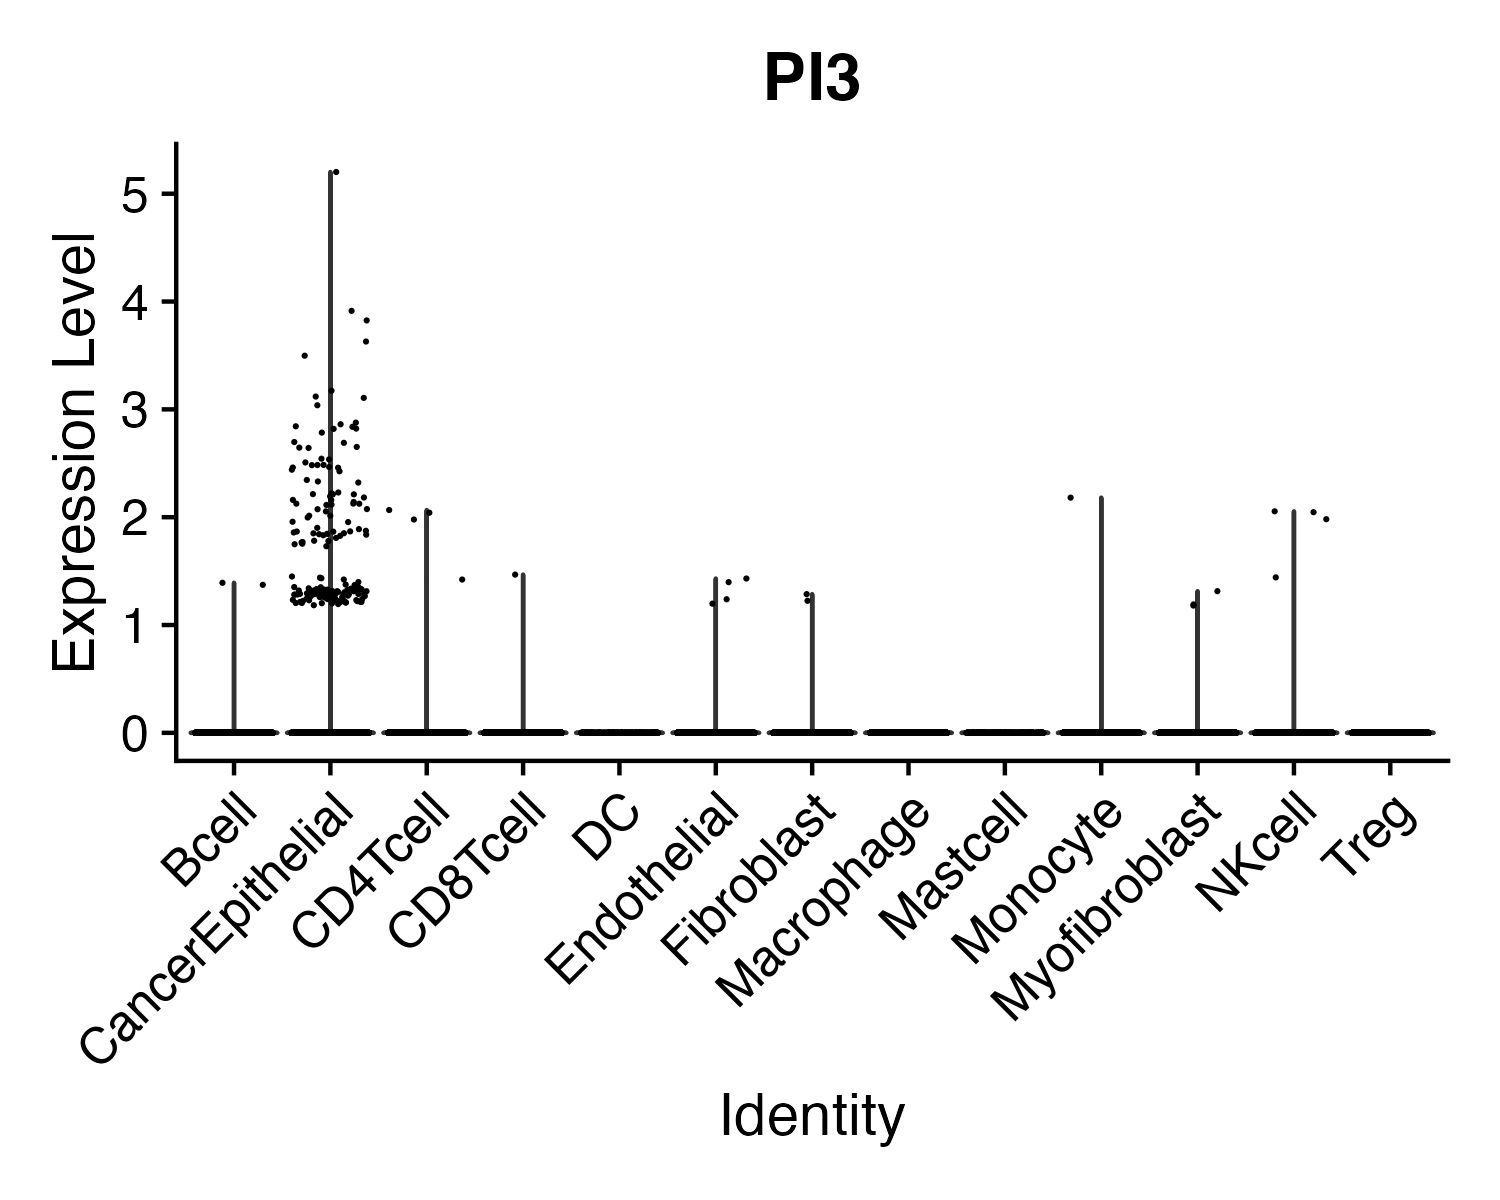 PI3
Expression Level
5
4
3
2
1
0
Bcell
CancerEpithelial
CD4Tcell
CD8Tcell
DC
Endothelial
Fibroblast
Macrophage
Mastcell
Monocyte
Myofibroblast
NKcell
Treg
Identity